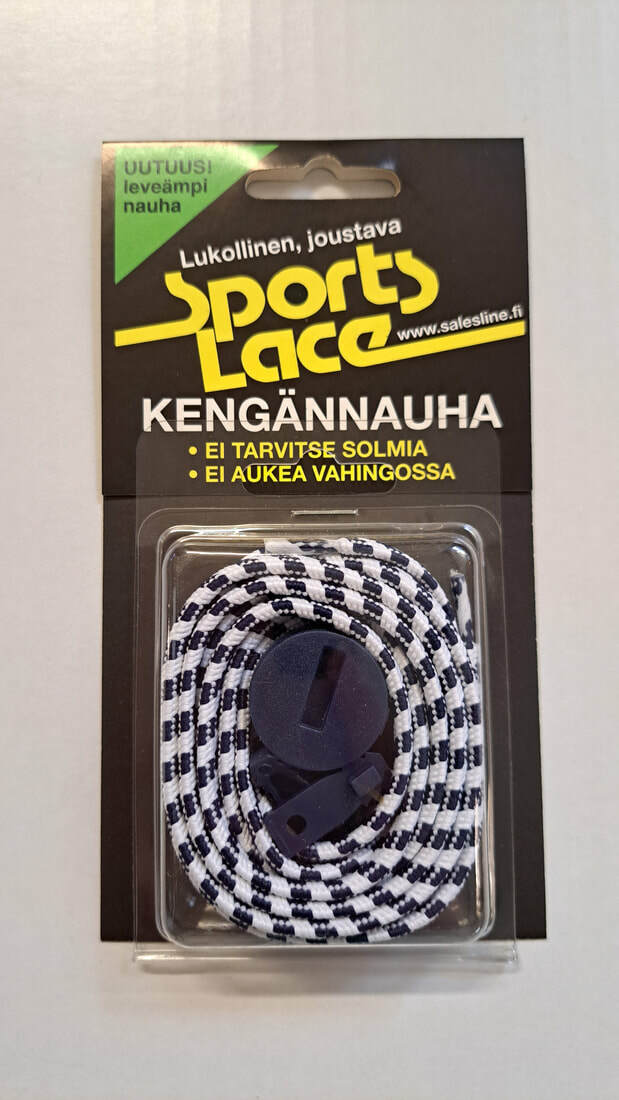 UUTUUS!
leveämpi
nauha
Lukollinen, joustava
Sports
Lace
www.salesline.fi
KENGÄNNAUHA
• EI TARVITSE SOLMIA
• EI AUKEA VAHINGOSSA